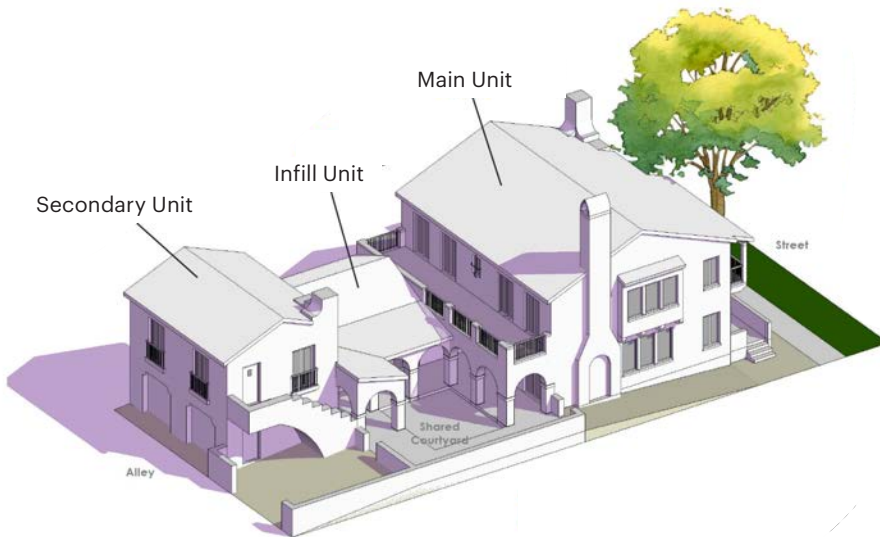 Main Unit
Infill Unit
Secondary Unit
Street
Shared
Courtyard
Alley